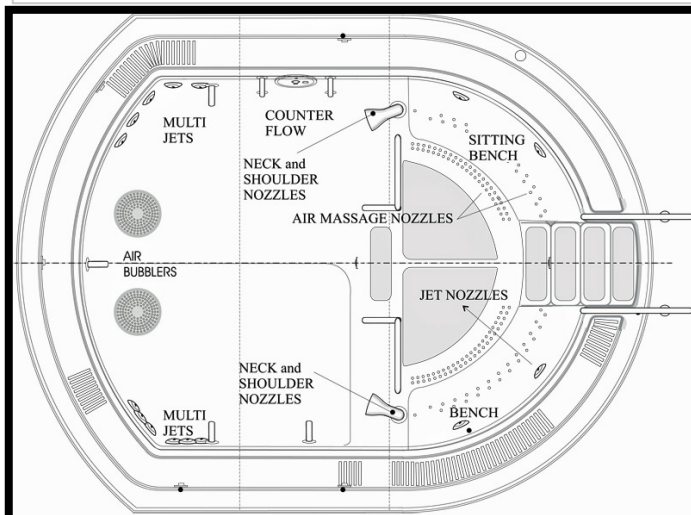 MULTI
JETS
COUNTER
FLOW
NECK and
SHOULDER
NOZZLES
SITTING
BENCH
AIR MASSAGE NOZZLES
AIR
BUBBLERS
JET NOZZLES
NECK and
SHOULDER
NOZZLES
MULTI
JETS
BENCH